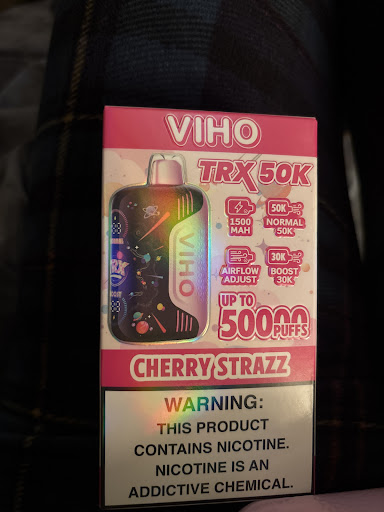 VIHO
TRX 50K
1500
MAH
50K
NORMAL
50K
AIRFLOW
ADJUST
30K
BOOST
30K
VIHO
UP TO
50000
PUFFS
CHERRY STRAZZ
WARNING:
THIS PRODUCT
CONTAINS NICOTINE.
NICOTINE IS AN
ADDICTIVE CHEMICAL.